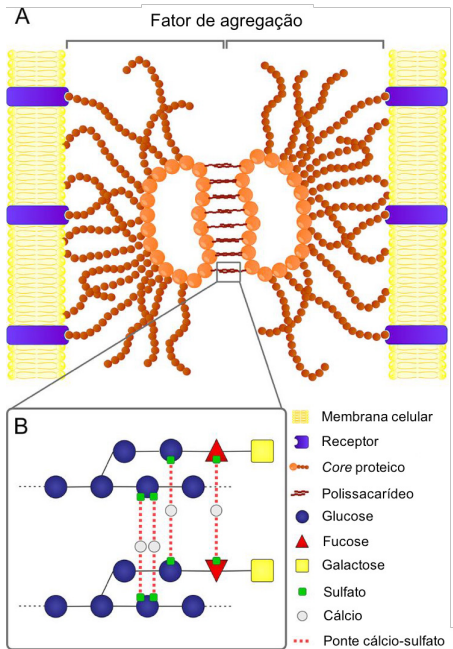 A
Fator de agregação
B
Membrana celular
Receptor
Core proteico
Polissacarídeo
Glucose
Fucose
Galactose
Sulfato
Cálcio
Ponte cálcio-sulfato